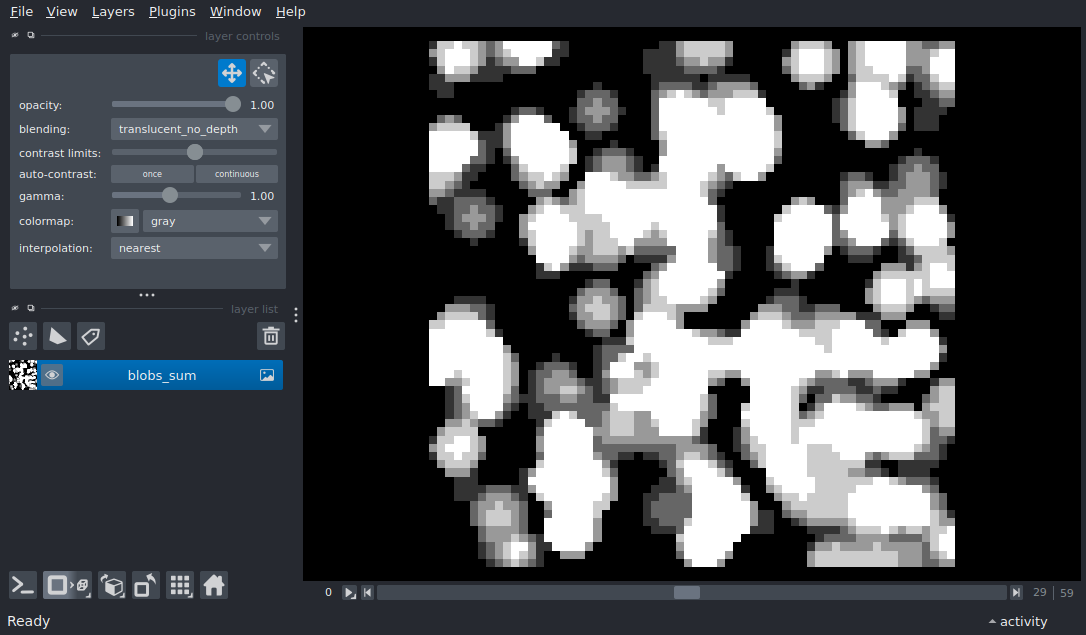 File View Layers Plugins Window Help
layer controls
opacity: 1.00
blending: translucent_no_depth
contrast limits:
auto-contrast: once continuous
gamma: 1.00
colormap: gray
interpolation: nearest
layer list
blobs_sum
0 29 | 59
Ready activity